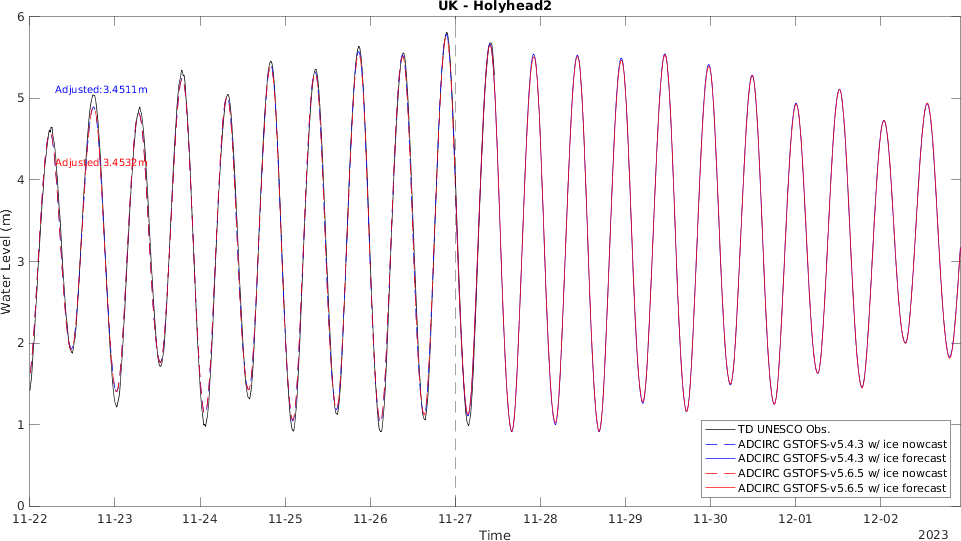 UK - Holyhead2
6
5
4
3
2
1
0
Water Level (m)
Adjusted:3.4511m
Adjusted:3.4532m
TD UNESCO Obs.
ADCIRC GSTOFS-v5.4.3 w/ ice nowcast
ADCIRC GSTOFS-v5.4.3 w/ ice forecast
ADCIRC GSTOFS-v5.6.5 w/ ice nowcast
ADCIRC GSTOFS-v5.6.5 w/ ice forecast
11-22 11-23 11-24 11-25 11-26 11-27 11-28 11-29 11-30 12-01 12-02
Time
2023